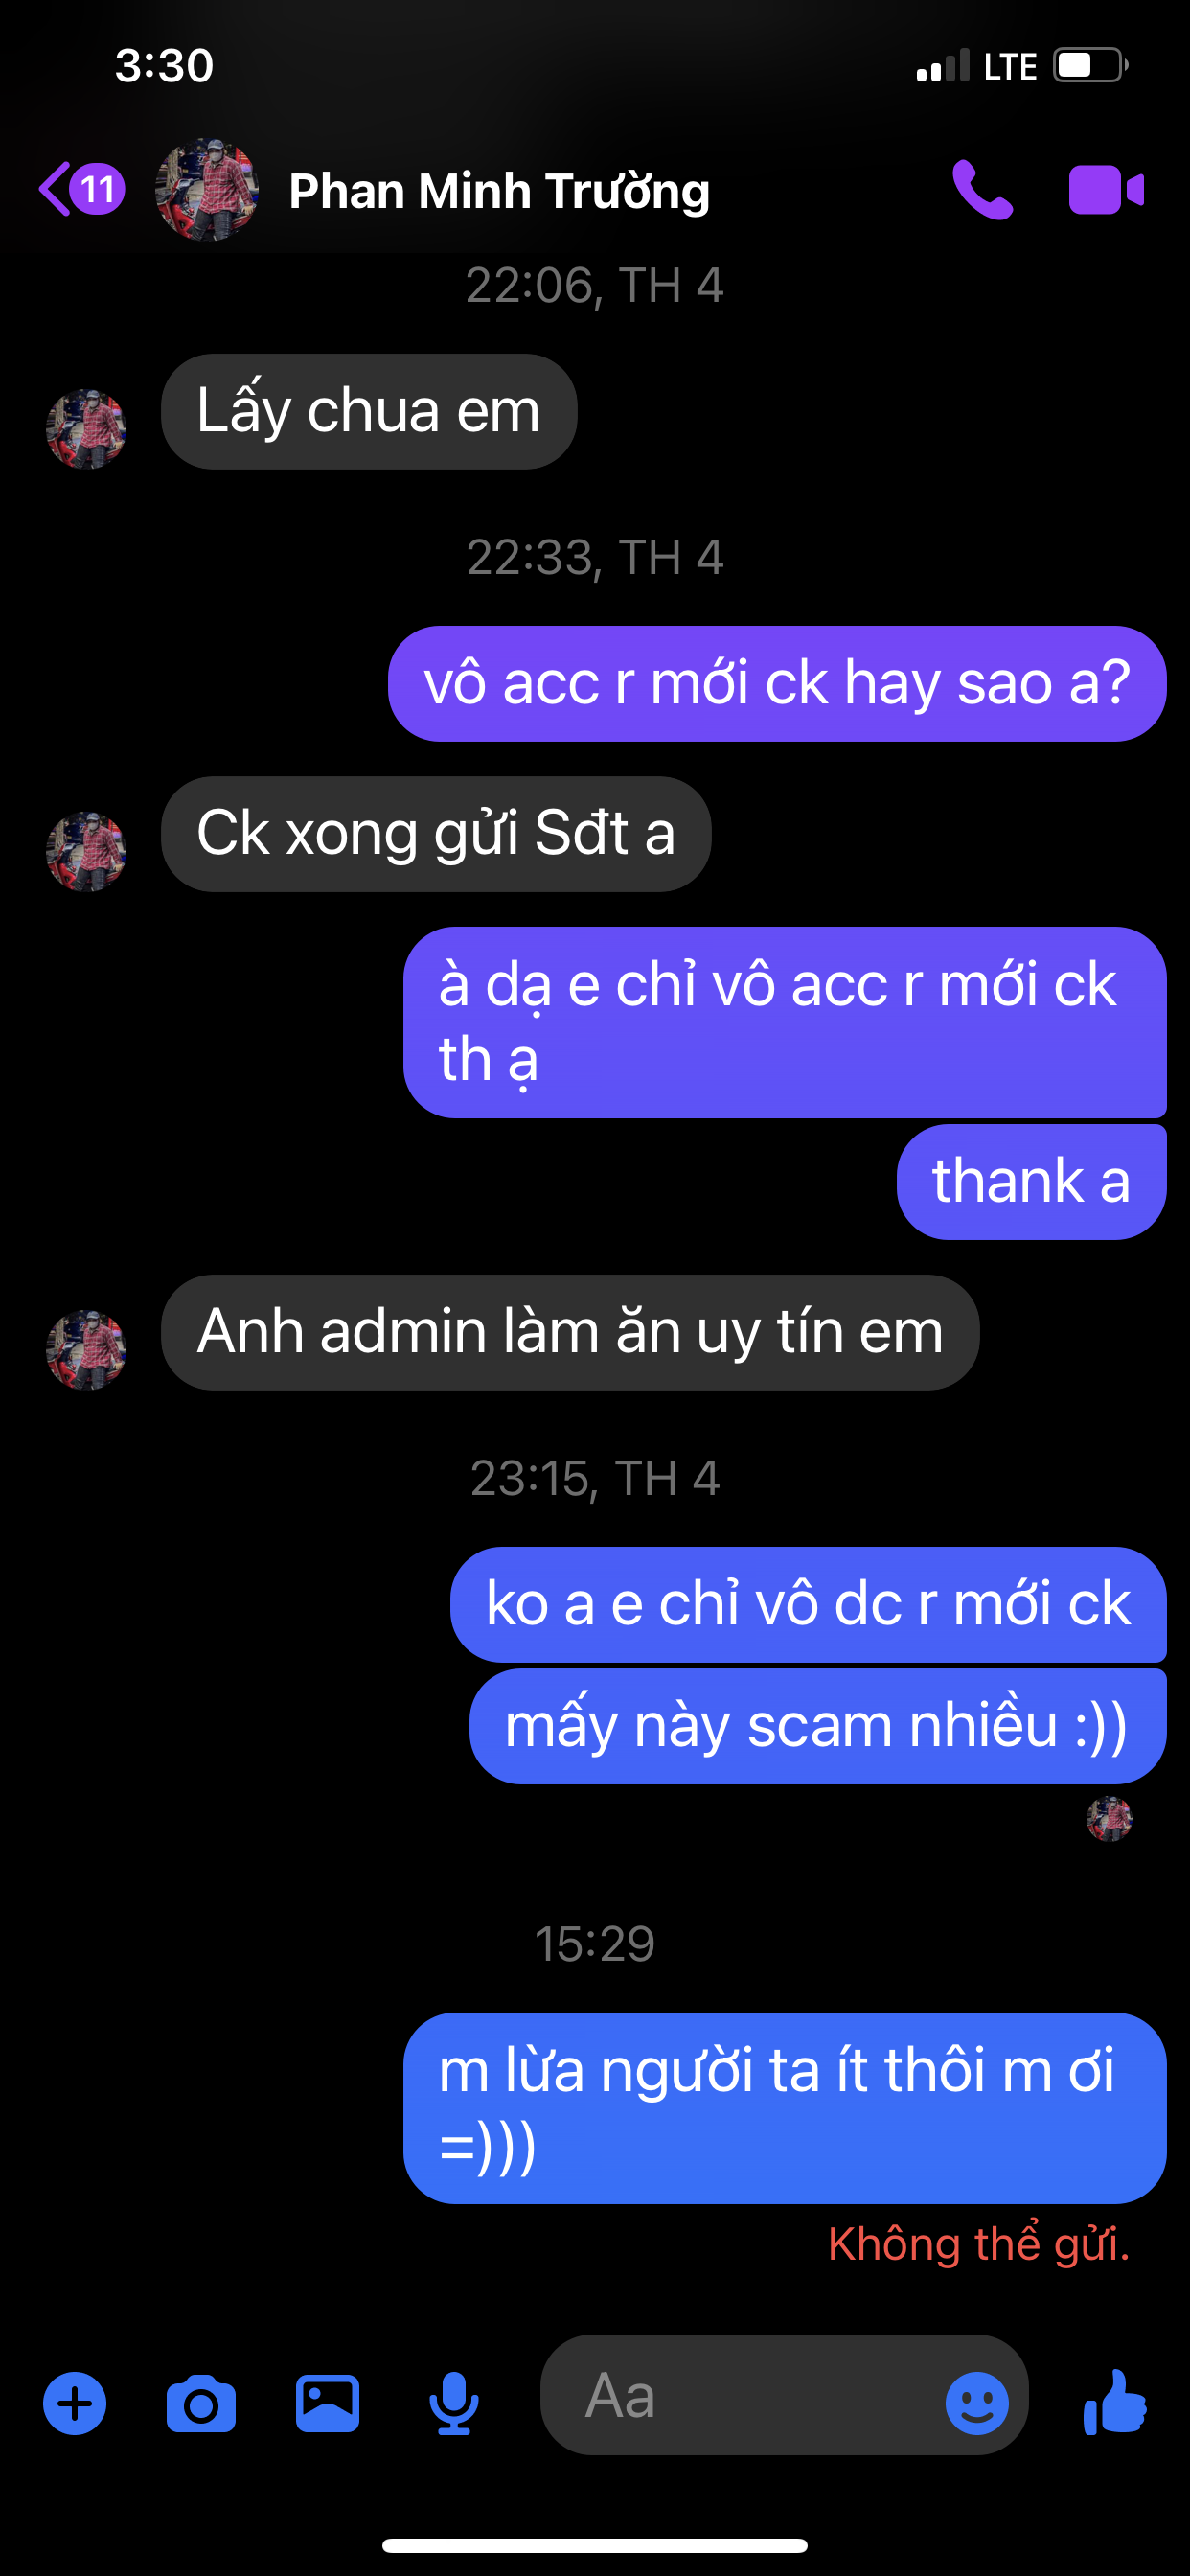 3:30
LTE
11
Phan Minh Trường
22:06, TH 4
Lấy chua em
22:33, TH 4
vô acc r mới ck hay sao a?
Ck xong gửi Sđt a
à dạ e chỉ vô acc r mới ck
th ạ
thank a
Anh admin làm ăn uy tín em
23:15, TH 4
ko a e chỉ vô dc r mới ck
mấy này scam nhiều :))
15:29
m lừa người ta ít thôi m ơi
=)))
Không thể gửi.
Aa